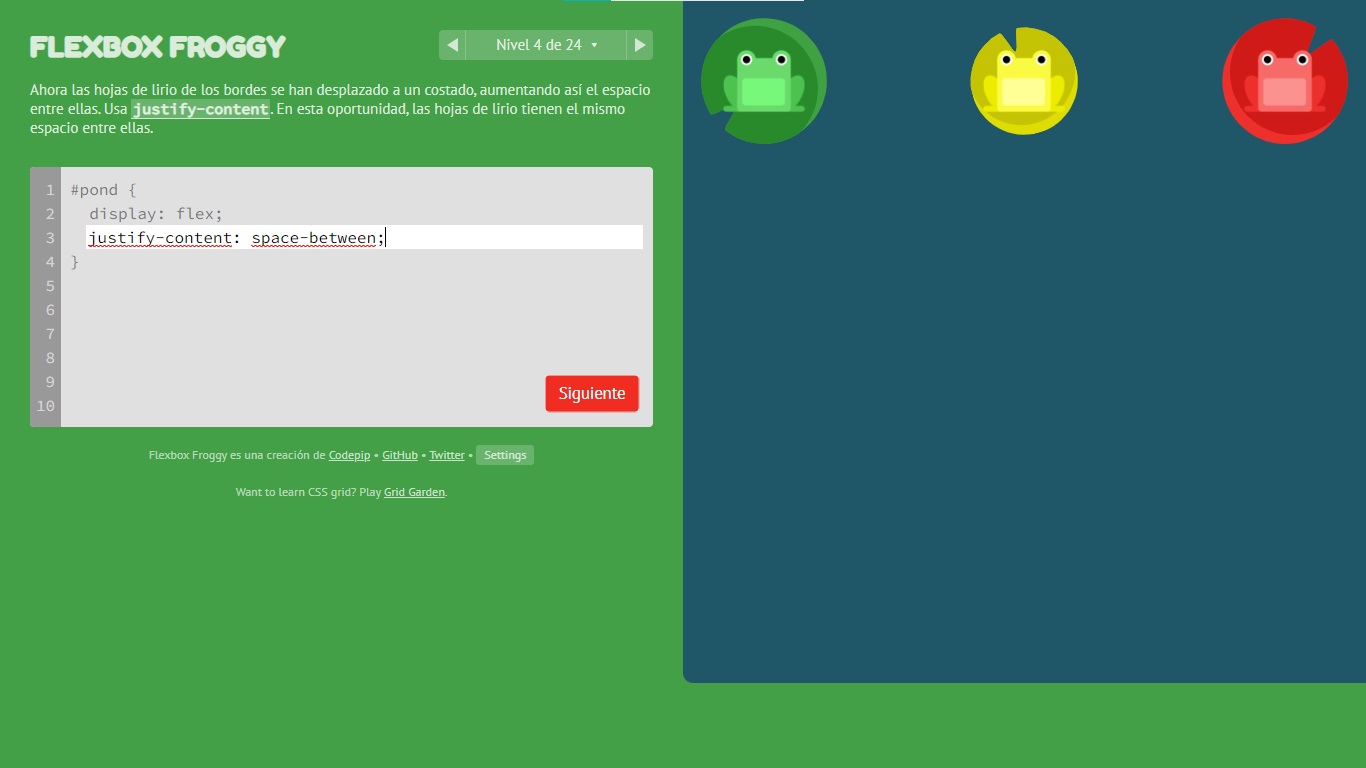 FLEXBOX FROGGY
Nivel 4 de 24
Ahora las hojas de lirio de los bordes se han desplazado a un costado, aumentando así el espacio
entre ellas. Usa justify-content. En esta oportunidad, las hojas de lirio tienen el mismo
espacio entre ellas.
1 #pond {
2 display: flex;
3 justify-content: space-between;
4 }
5
6
7
8
9
10
Siguiente
Flexbox Froggy es una creación de Codepip • GitHub • Twitter • Settings
Want to learn CSS grid? Play Grid Garden.